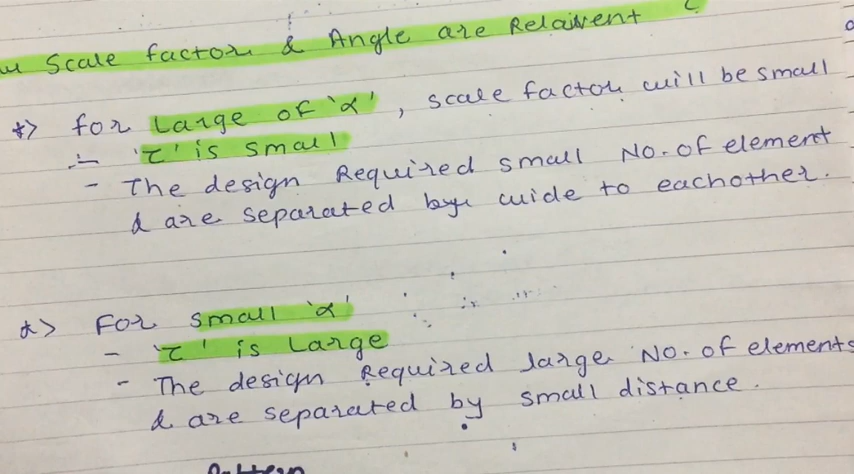 Scale factor & Angle are Relaivent
*> for Large of 'α' , scale factor will be small
∴ 'τ' is small
- The design Required small No. of element
& are separated by wide to eachother.
*> For small 'α'
- 'τ' is Large
- The design Required large No. of elements
& are separated by small distance.
Pattern